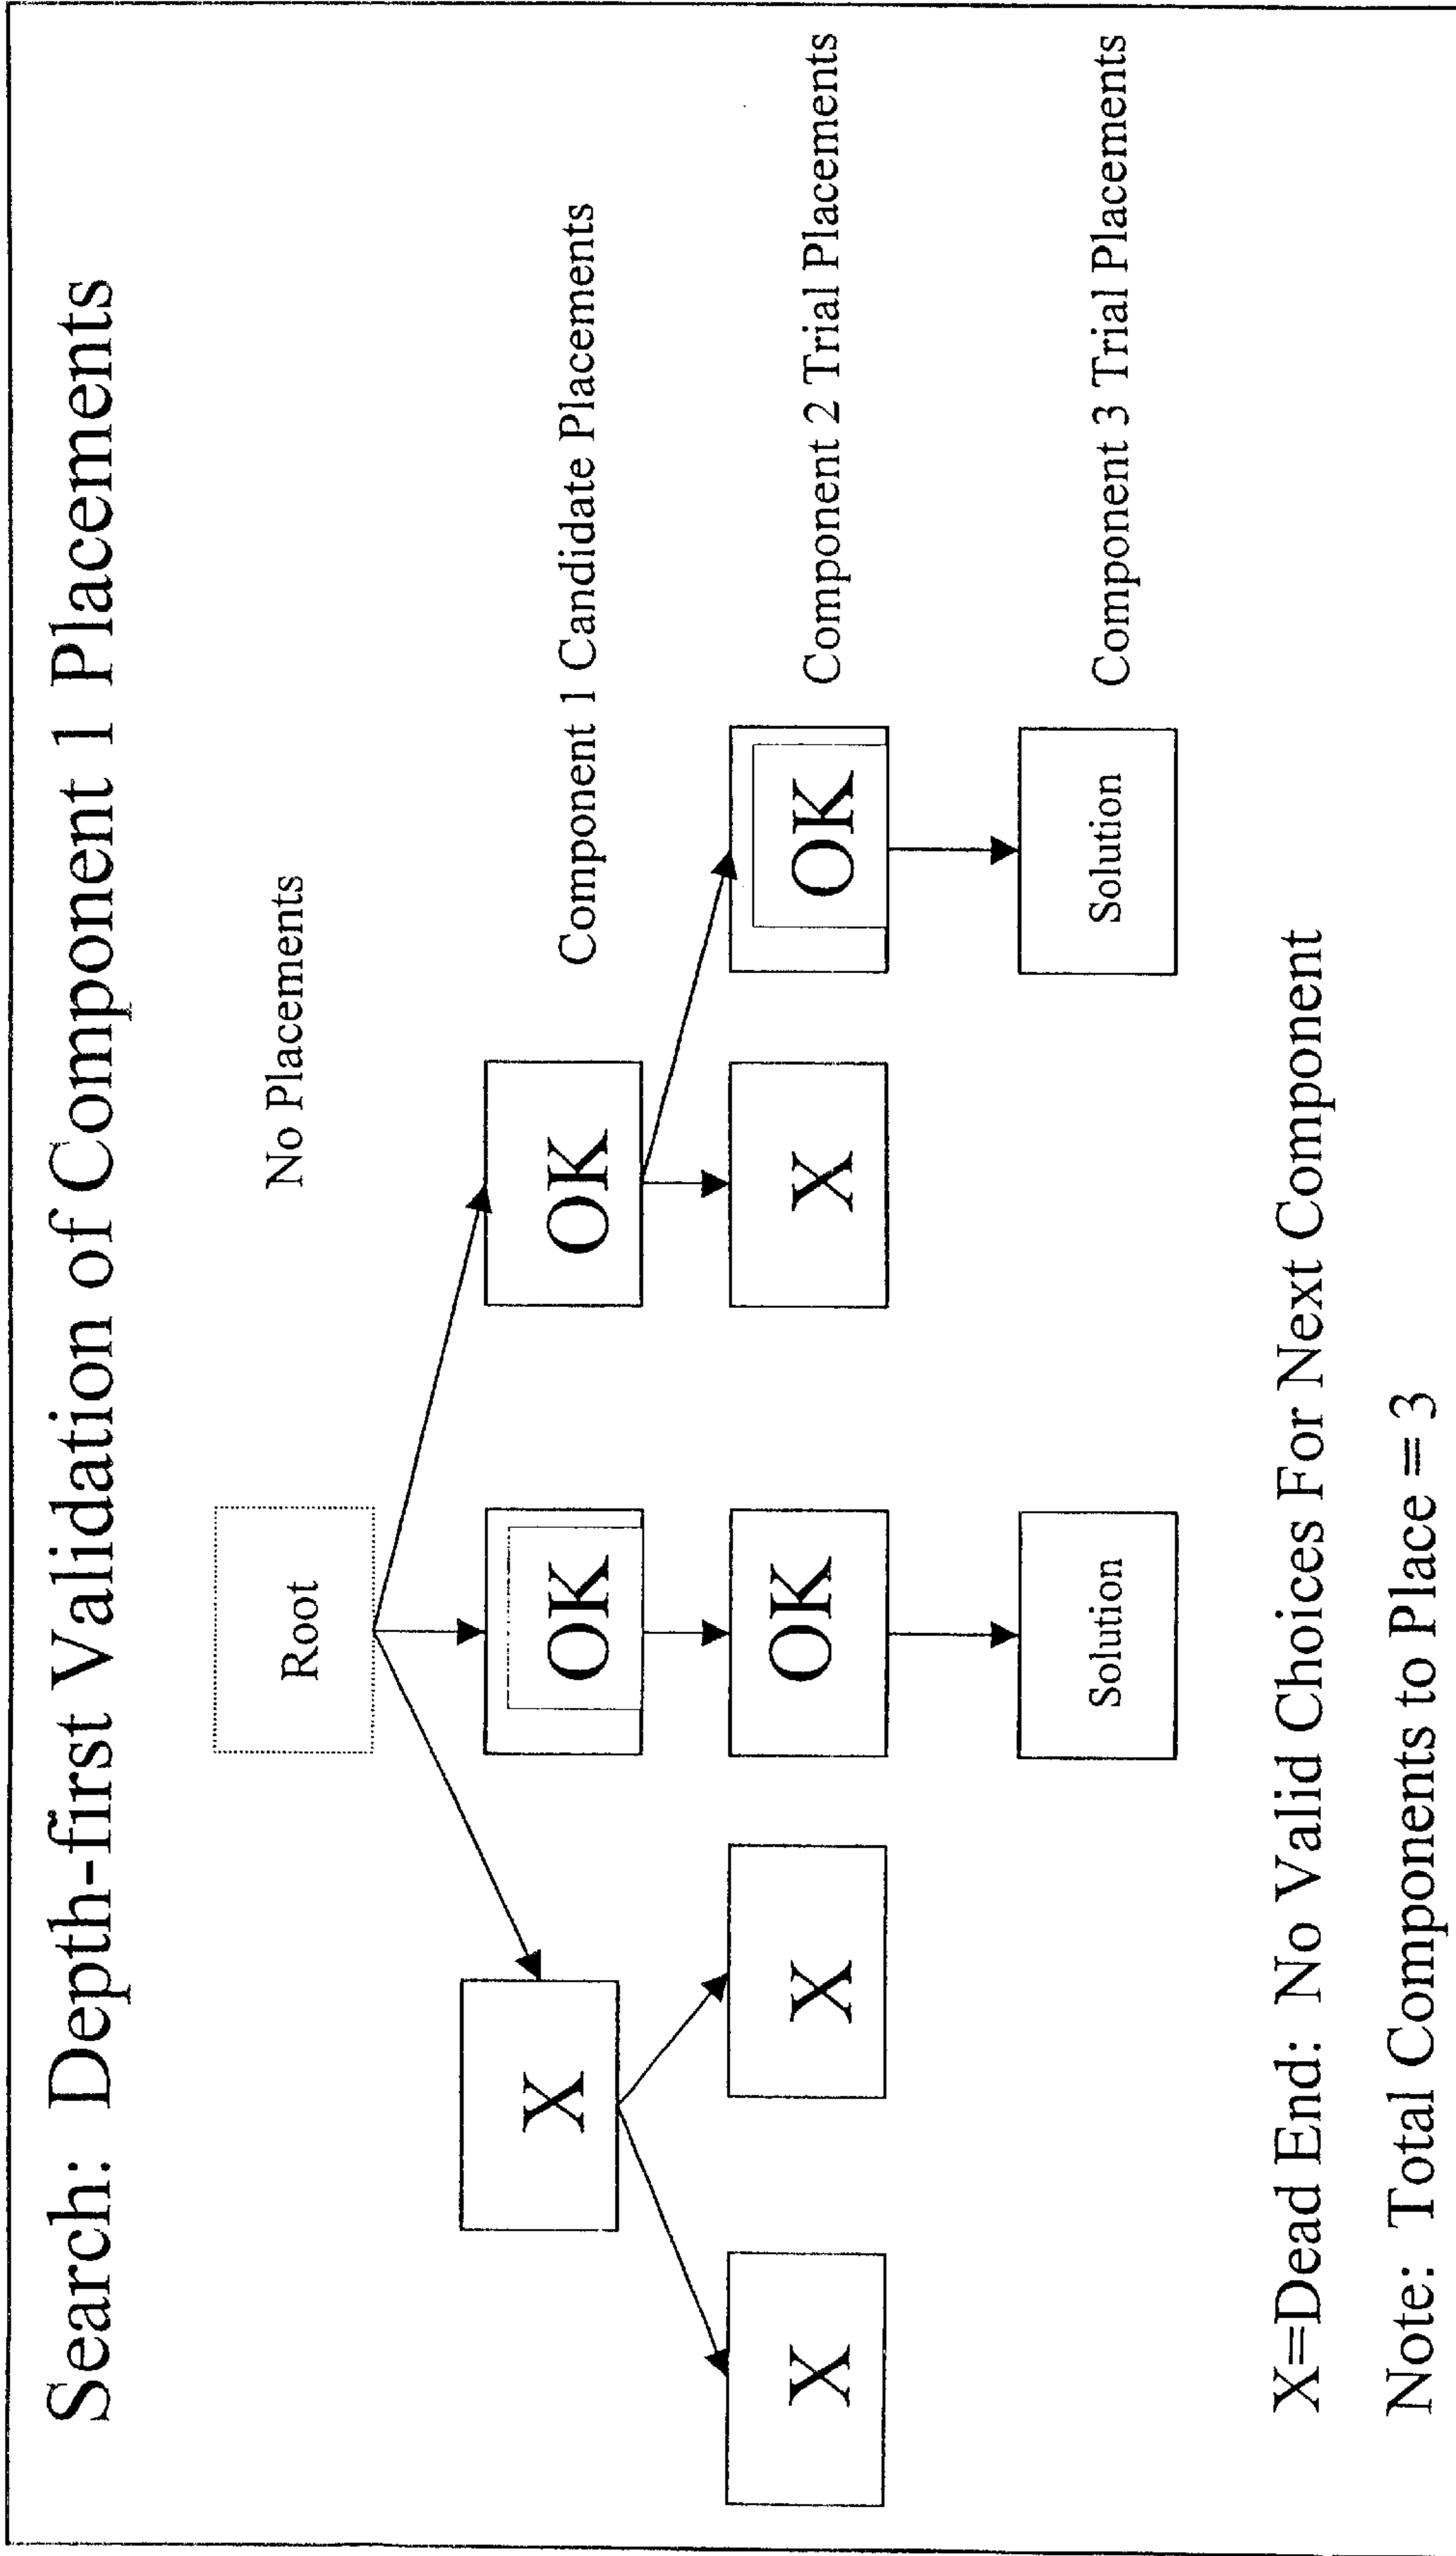 Search: Depth-first Validation of Component 1 Placements
Root
No Placements
X
OK
OK
Component 1 Candidate Placements
X
X
OK
X
OK
Component 2 Trial Placements
Solution
Solution
Component 3 Trial Placements
X=Dead End: No Valid Choices For Next Component
Note: Total Components to Place = 3